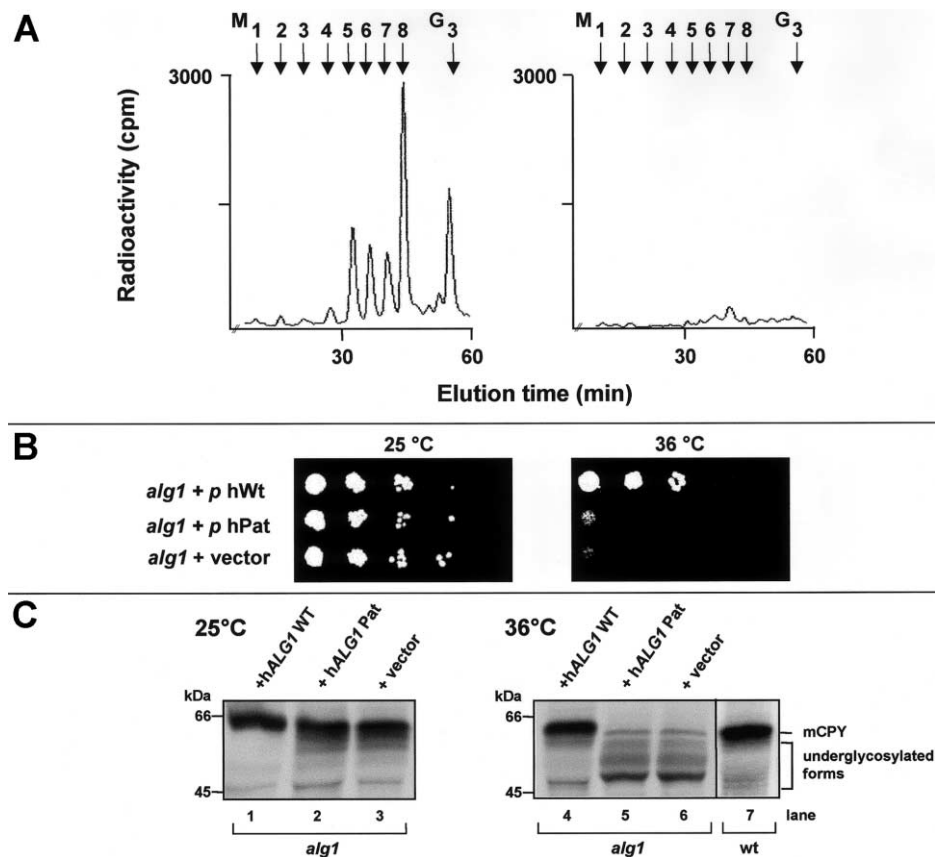 A
M 1 2 3 4 5 6 7 8 G 3
M 1 2 3 4 5 6 7 8 G 3
3000
3000
Radioactivity (cpm)
30 60
30 60
Elution time (min)
B
25 °C
36 °C
alg1 + p hWt
alg1 + p hPat
alg1 + vector
C
25°C
+hALG1 WT
+ hALG1 Pat
+ vector
36°C
+hALG1 WT
+ hALG1 Pat
+ vector
kDa
66
45
kDa
66
45
mCPY
underglycosylated
forms
1 2 3
4 5 6 7 lane
alg1
alg1
wt